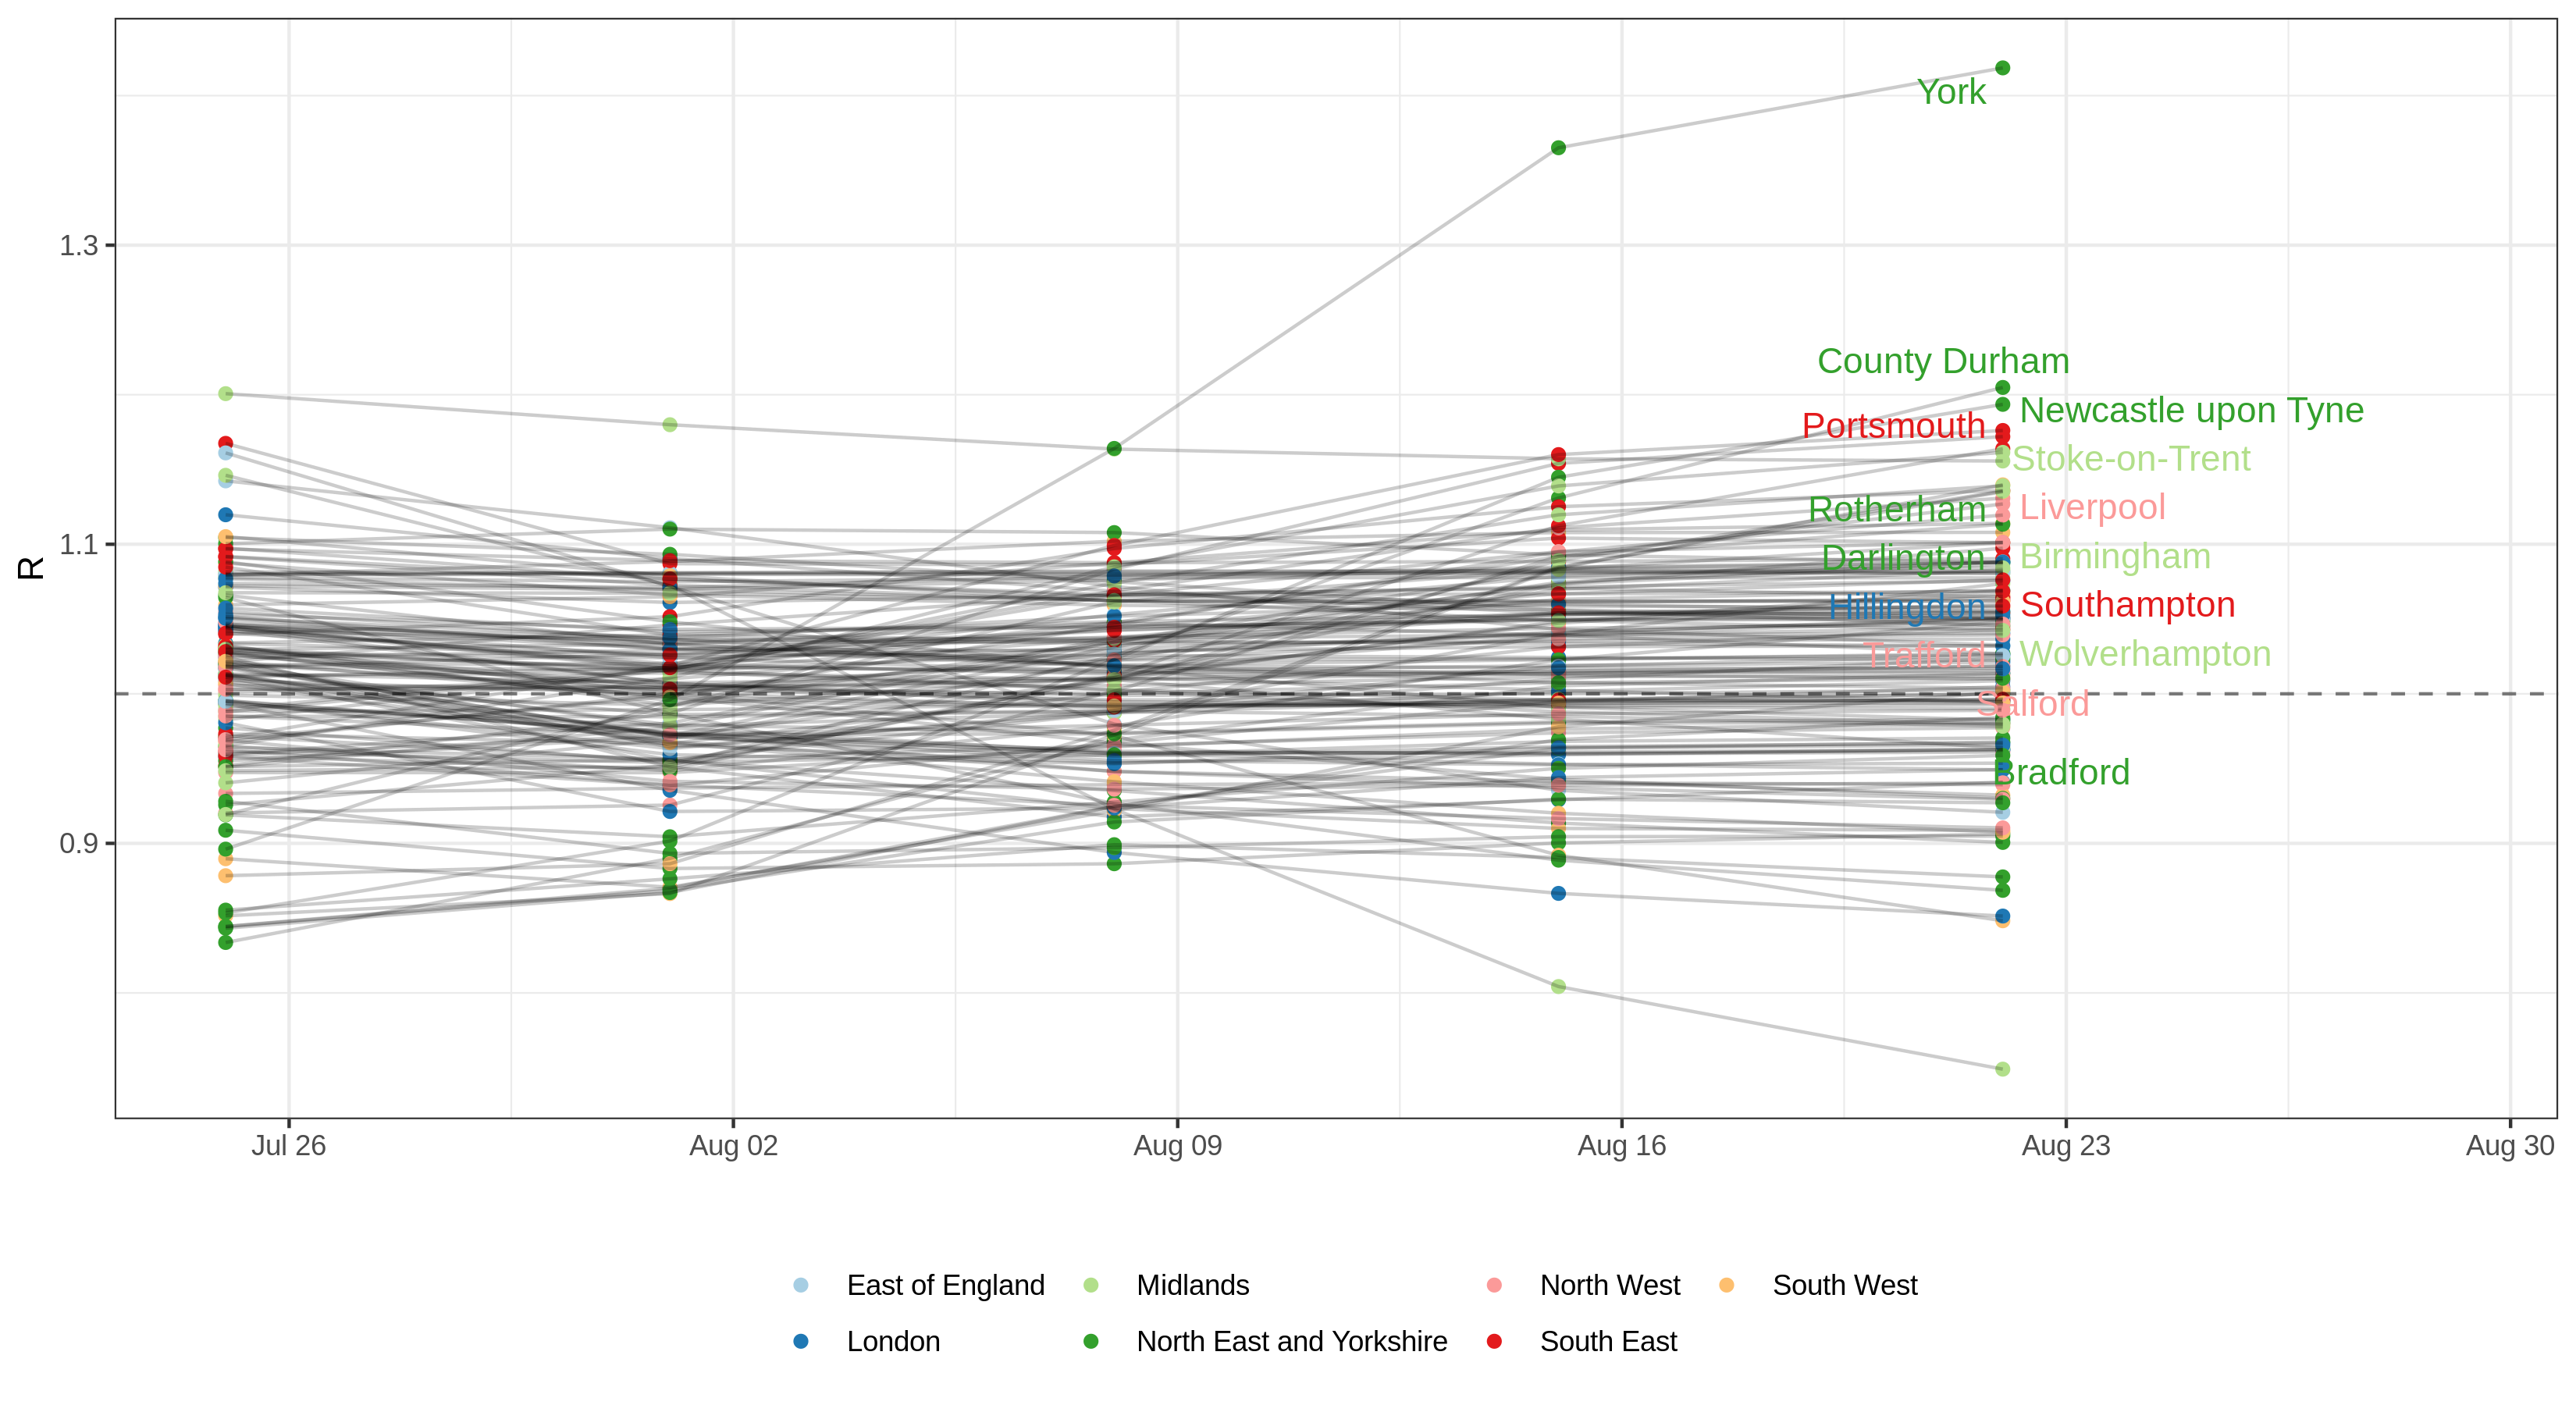 York
1.3
County Durham
Newcastle upon Tyne
Portsmouth
Stoke-on-Trent
Rotherham
Liverpool
1.1
Darlington
Birmingham
R
Hillingdon
Southampton
Trafford
Wolverhampton
Salford
Bradford
0.9
Jul 26
Aug 02
Aug 09
Aug 16
Aug 23
Aug 30
East of England
Midlands
North West
South West
London
North East and Yorkshire
South East